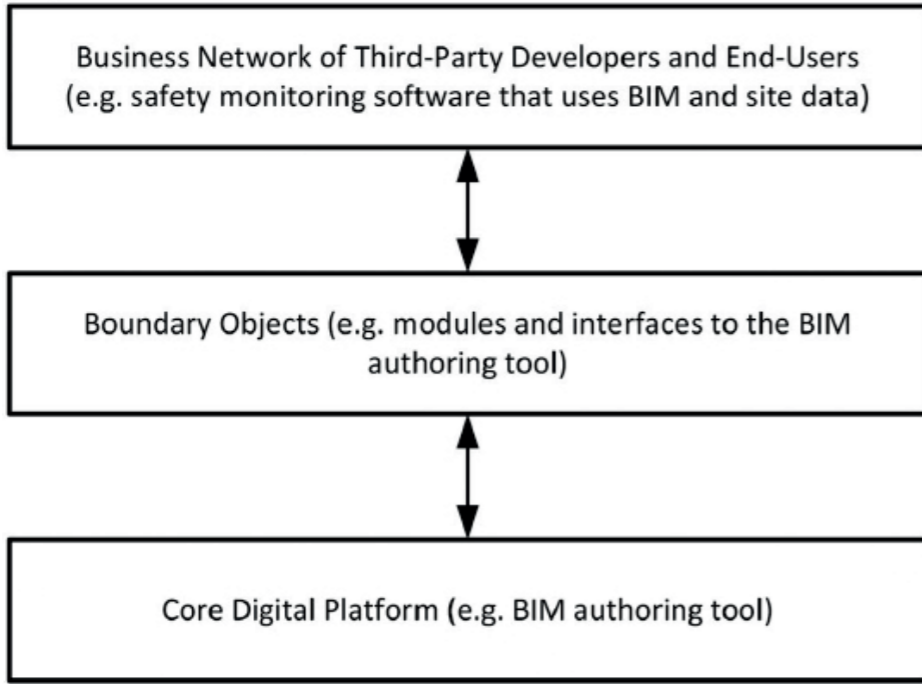 Business Network of Third-Party Developers and End-Users
(e.g. safety monitoring software that uses BIM and site data)
Boundary Objects (e.g. modules and interfaces to the BIM
authoring tool)
Core Digital Platform (e.g. BIM authoring tool)